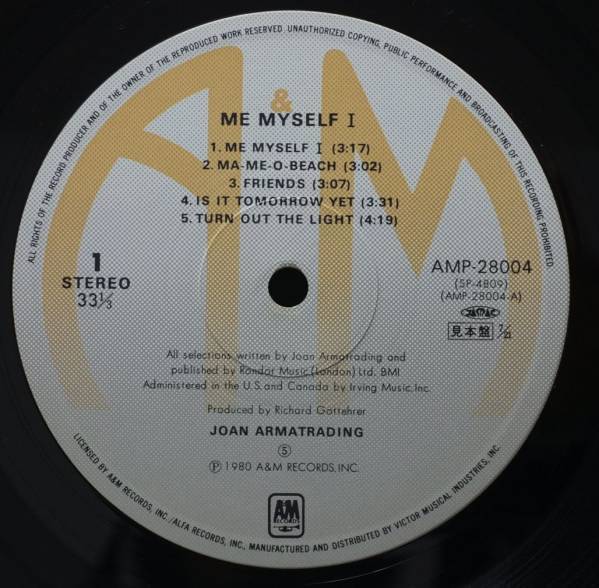 ALL RIGHTS OF THE RECORD PRODUCER AND OF THE OWNER OF THE REPRODUCED WORK RESERVED. UNAUTHORIZED COPYING, PUBLIC PERFORMANCE AND BROADCASTING OF THIS RECORDING PROHIBITED
A&M
ME MYSELF I
1. ME MYSELF I (3:17)
2. MA-ME-O-BEACH (3:02)
3. FRIENDS (3:07)
4. IS IT TOMORROW YET (3:31)
5. TURN OUT THE LIGHT (4:19)
1
STEREO
33⅓
AMP-28004
(SP-4809)
(AMP-28004-A)
JASRAC
見本盤
All selections written by Joan Armatrading and
published by Rondor Music (London) Ltd. BMI
Administered in the U.S. and Canada by Irving Music, Inc.
Produced by Richard Gottehrer
JOAN ARMATRADING
⑤
℗ 1980 A&M RECORDS, INC.
A&M
RECORDS
LICENSED BY A&M RECORDS, INC./ALFA RECORDS, INC., MANUFACTURED AND DISTRIBUTED BY VICTOR MUSICAL INDUSTRIES, INC.